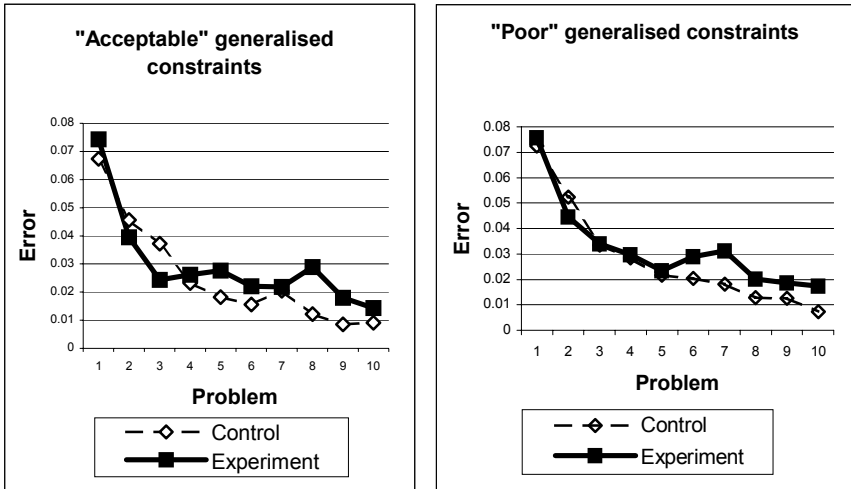 "Acceptable" generalised
constraints
0.08
0.07
0.06
0.05
0.04
0.03
0.02
0.01
0
Error
1 2 3 4 5 6 7 8 9 10
Problem
Control
Experiment
"Poor" generalised constraints
0.08
0.07
0.06
0.05
0.04
0.03
0.02
0.01
0
Error
1 2 3 4 5 6 7 8 9 10
Problem
Control
Experiment